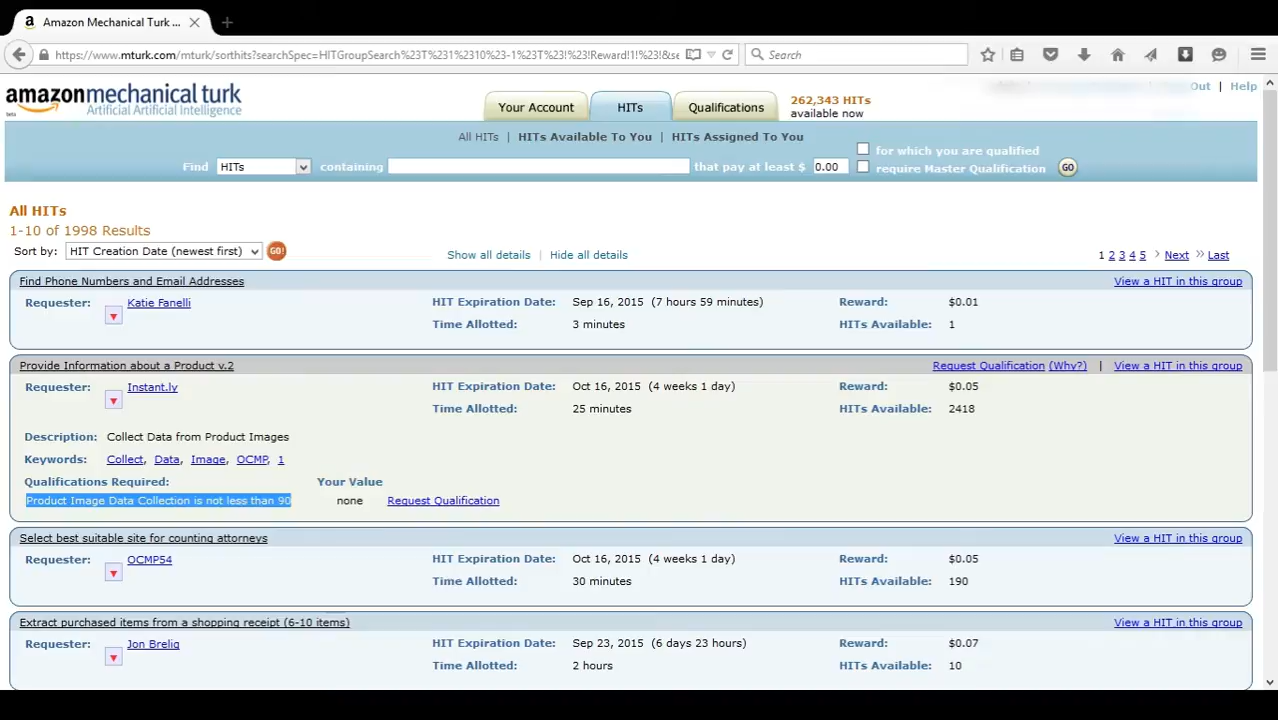 Amazon Mechanical Turk ...
https://www.mturk.com/mturk/sorthits?searchSpec=HITGroupSearch%23T%231%2310%23-1%23T%23!%23!Reward!1!%23!&se
Search
amazonmechanical turk
beta
Artificial Artificial Intelligence
Your Account
HITs
Qualifications
262,343 HITs
available now
Out | Help
All HITs | HITs Available To You | HITs Assigned To You
Find HITs containing that pay at least $ 0.00
for which you are qualified
require Master Qualification
GO
All HITs
1-10 of 1998 Results
Sort by: HIT Creation Date (newest first) GO! Show all details | Hide all details 1 2 3 4 5 > Next >> Last
Find Phone Numbers and Email Addresses View a HIT in this group
Requester: Katie Fanelli HIT Expiration Date: Sep 16, 2015 (7 hours 59 minutes) Reward: $0.01
Time Allotted: 3 minutes HITs Available: 1
Provide Information about a Product v.2 Request Qualification (Why?) | View a HIT in this group
Requester: Instant.ly HIT Expiration Date: Oct 16, 2015 (4 weeks 1 day) Reward: $0.05
Time Allotted: 25 minutes HITs Available: 2418
Description: Collect Data from Product Images
Keywords: Collect, Data, Image, OCMP, 1
Qualifications Required: Your Value
Product Image Data Collection is not less than 90 none Request Qualification
Select best suitable site for counting attorneys View a HIT in this group
Requester: OCMP54 HIT Expiration Date: Oct 16, 2015 (4 weeks 1 day) Reward: $0.05
Time Allotted: 30 minutes HITs Available: 190
Extract purchased items from a shopping receipt (6-10 items) View a HIT in this group
Requester: Jon Brelig HIT Expiration Date: Sep 23, 2015 (6 days 23 hours) Reward: $0.07
Time Allotted: 2 hours HITs Available: 10